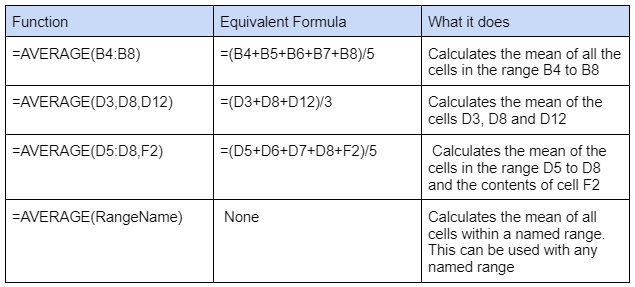 Function Equivalent Formula What it does
=AVERAGE(B4:B8) =(B4+B5+B6+B7+B8)/5 Calculates the mean of all the
cells in the range B4 to B8
=AVERAGE(D3,D8,D12) =(D3+D8+D12)/3 Calculates the mean of the
cells D3, D8 and D12
=AVERAGE(D5:D8,F2) =(D5+D6+D7+D8+F2)/5 Calculates the mean of the
cells in the range D5 to D8
and the contents of cell F2
=AVERAGE(RangeName) None Calculates the mean of all
cells within a named range.
This can be used with any
named range